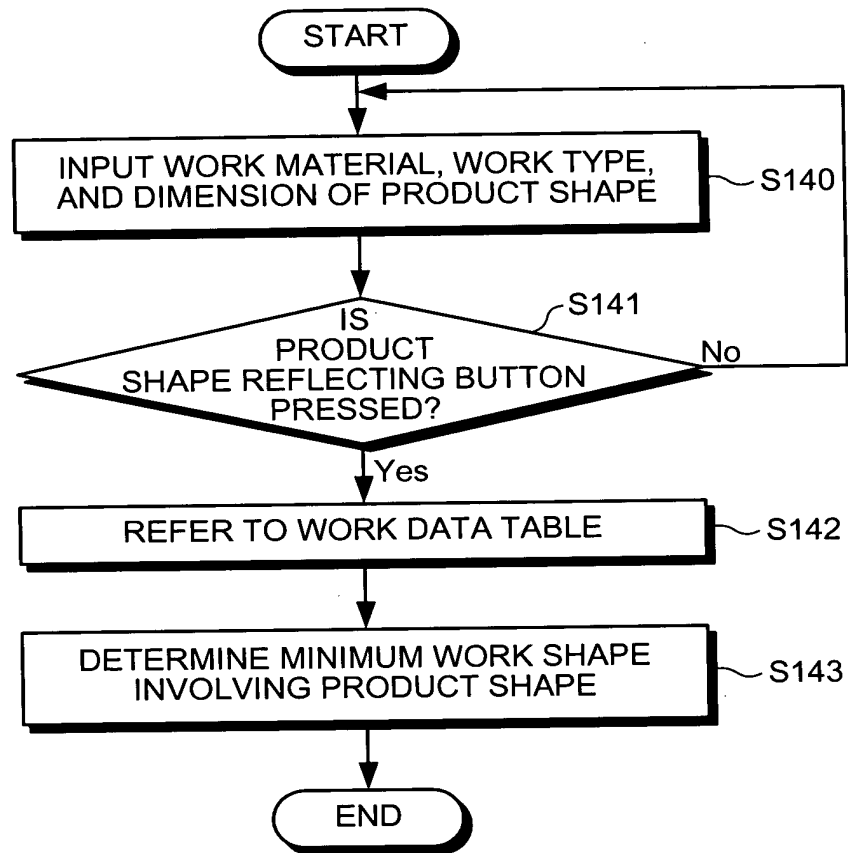 START
INPUT WORK MATERIAL, WORK TYPE,
AND DIMENSION OF PRODUCT SHAPE
S140
S141
IS
PRODUCT
SHAPE REFLECTING BUTTON
PRESSED?
No
Yes
REFER TO WORK DATA TABLE
S142
DETERMINE MINIMUM WORK SHAPE
INVOLVING PRODUCT SHAPE
S143
END